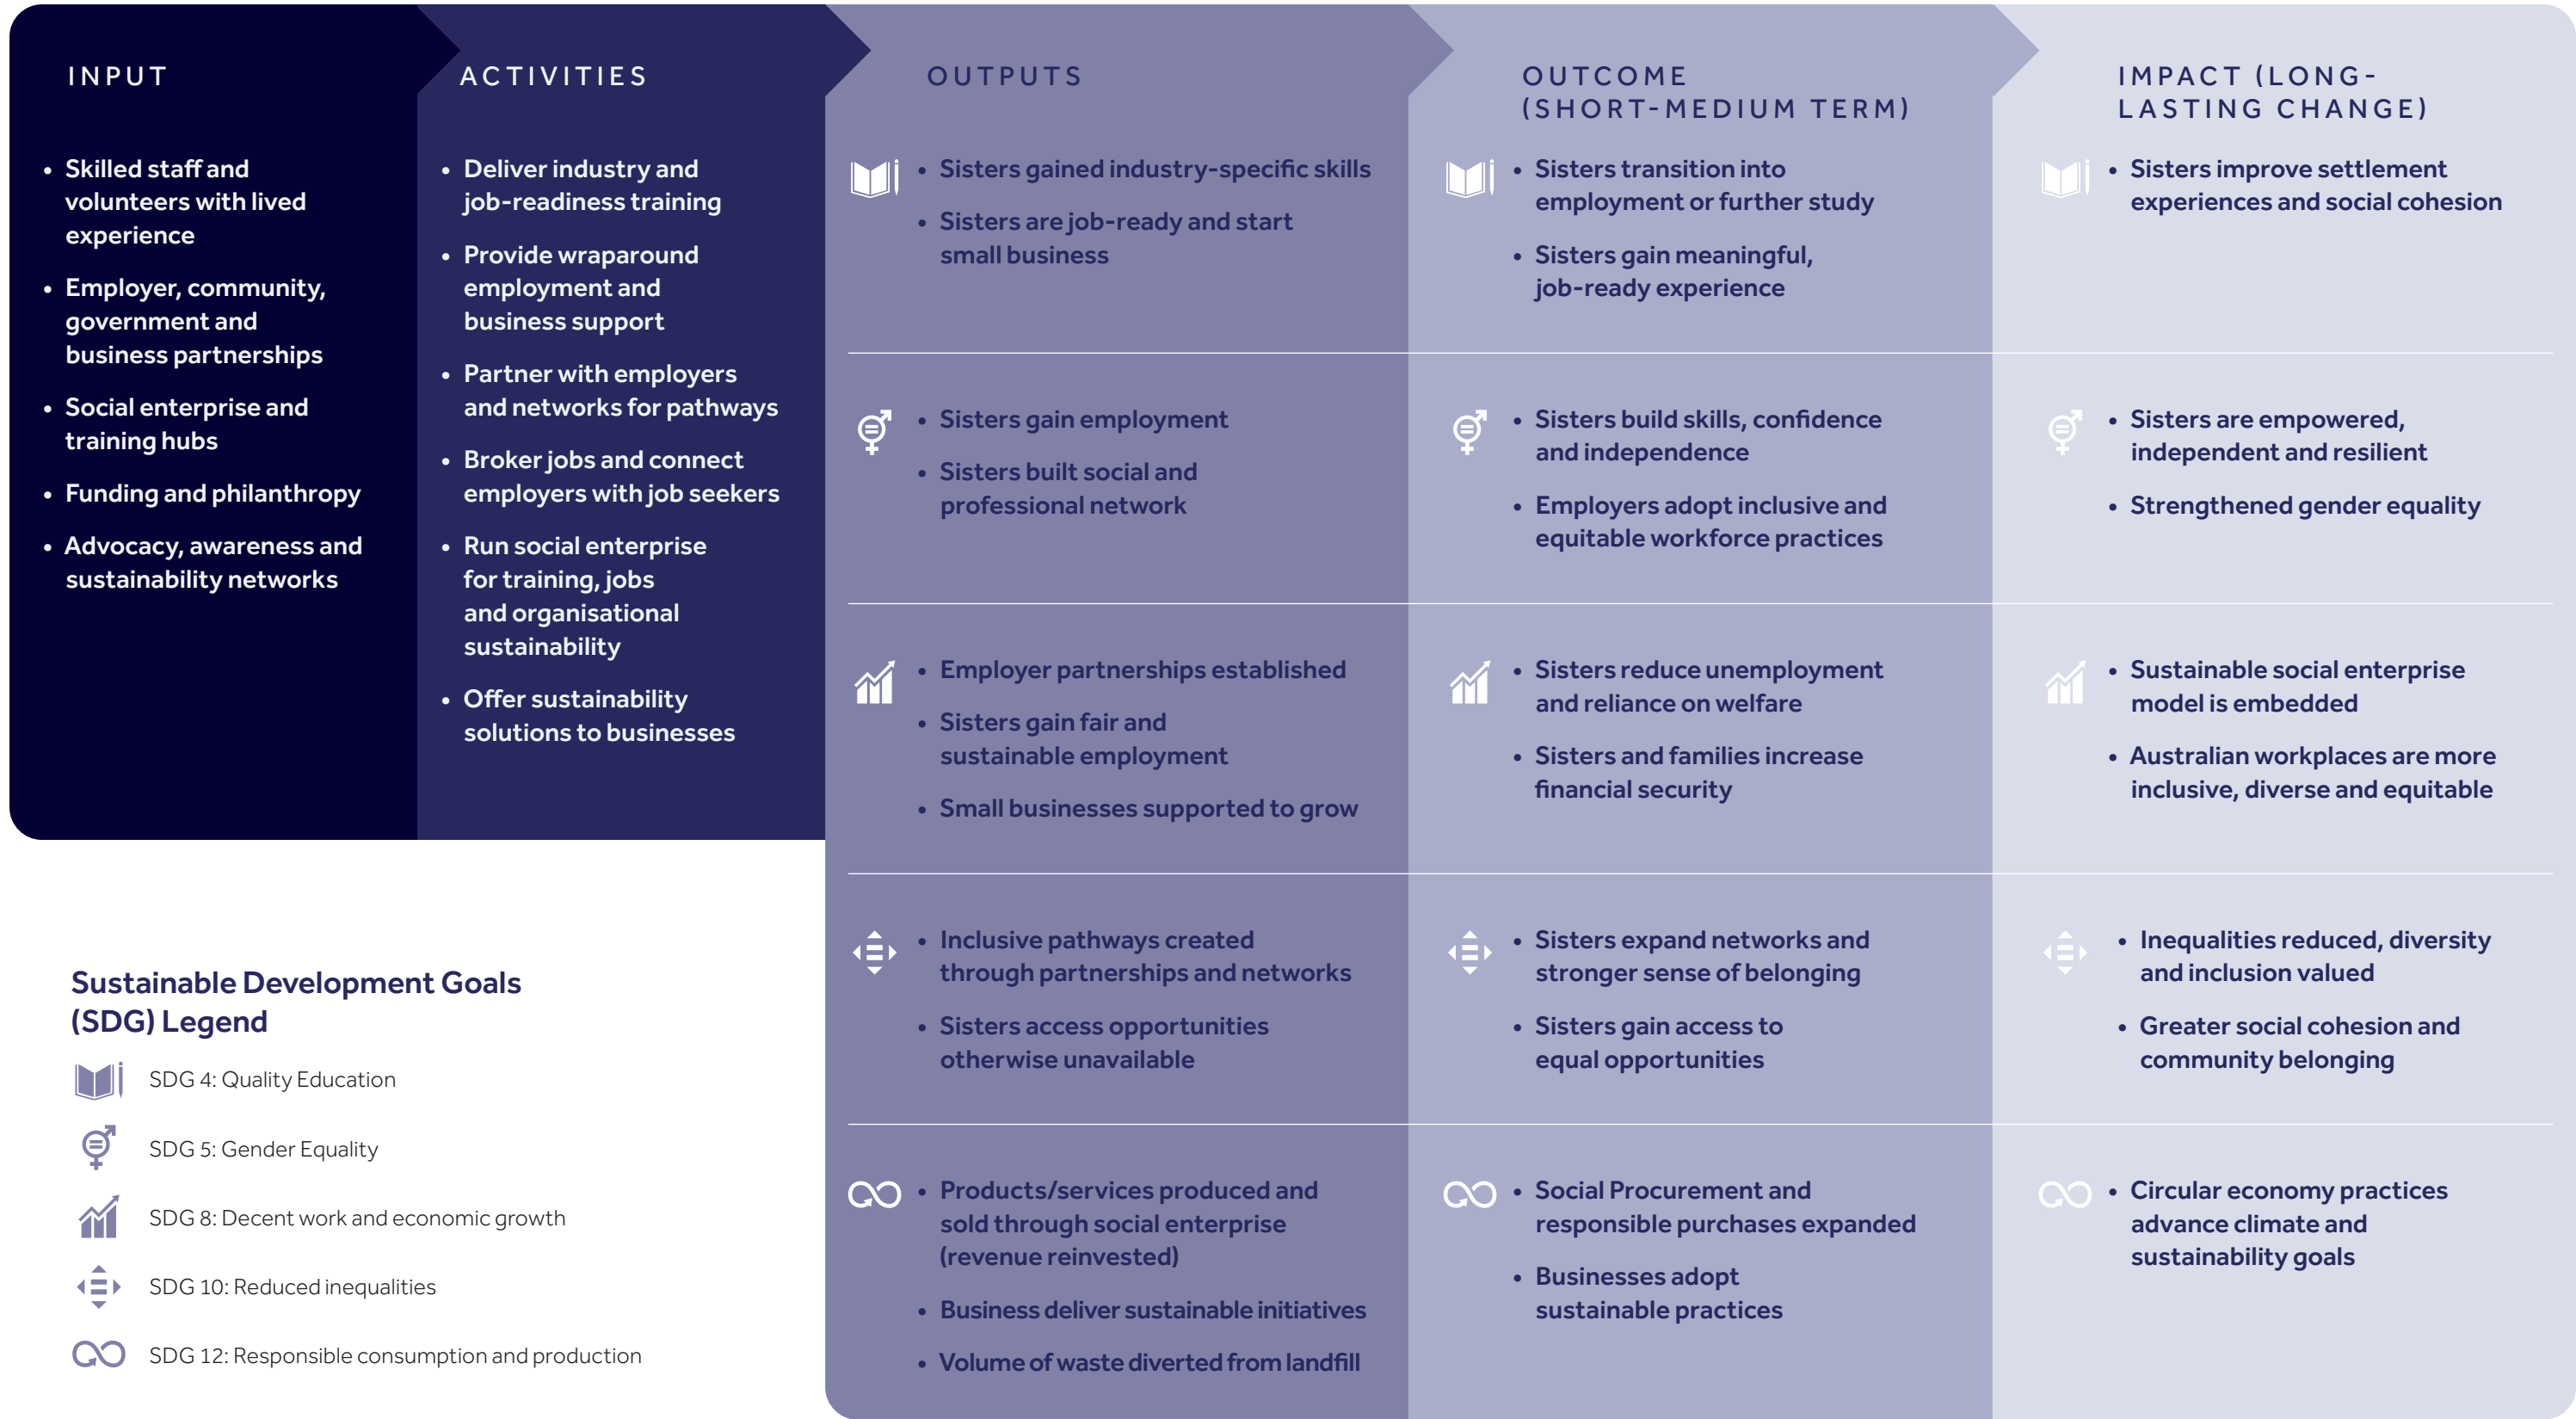 INPUT
• Skilled staff and
volunteers with lived
experience
• Employer, community,
government and
business partnerships
• Social enterprise and
training hubs
• Funding and philanthropy
• Advocacy, awareness and
sustainability networks
ACTIVITIES
• Deliver industry and
job-readiness training
• Provide wraparound
employment and
business support
• Partner with employers
and networks for pathways
• Broker jobs and connect
employers with job seekers
• Run social enterprise
for training, jobs
and organisational
sustainability
• Offer sustainability
solutions to businesses
OUTPUTS
• Sisters gained industry-specific skills
• Sisters are job-ready and start
small business
• Sisters gain employment
• Sisters built social and
professional network
• Employer partnerships established
• Sisters gain fair and
sustainable employment
• Small businesses supported to grow
• Inclusive pathways created
through partnerships and networks
• Sisters access opportunities
otherwise unavailable
• Products/services produced and
sold through social enterprise
(revenue reinvested)
• Business deliver sustainable initiatives
• Volume of waste diverted from landfill
OUTCOME
(SHORT-MEDIUM TERM)
• Sisters transition into
employment or further study
• Sisters gain meaningful,
job-ready experience
• Sisters build skills, confidence
and independence
• Employers adopt inclusive and
equitable workforce practices
• Sisters reduce unemployment
and reliance on welfare
• Sisters and families increase
financial security
• Sisters expand networks and
stronger sense of belonging
• Sisters gain access to
equal opportunities
• Social Procurement and
responsible purchases expanded
• Businesses adopt
sustainable practices
IMPACT (LONG-
LASTING CHANGE)
• Sisters improve settlement
experiences and social cohesion
• Sisters are empowered,
independent and resilient
• Strengthened gender equality
• Sustainable social enterprise
model is embedded
• Australian workplaces are more
inclusive, diverse and equitable
• Inequalities reduced, diversity
and inclusion valued
• Greater social cohesion and
community belonging
• Circular economy practices
advance climate and
sustainability goals
Sustainable Development Goals
(SDG) Legend
SDG 4: Quality Education
SDG 5: Gender Equality
SDG 8: Decent work and economic growth
SDG 10: Reduced inequalities
SDG 12: Responsible consumption and production